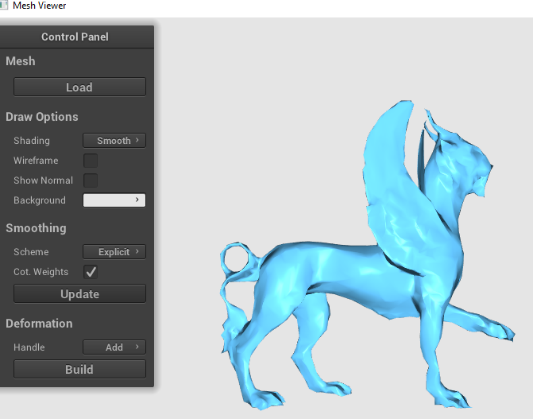 Mesh Viewer
Control Panel
Mesh
Load
Draw Options
Shading Smooth
Wireframe
Show Normal
Background
Smoothing
Scheme Explicit
Cot. Weights
Update
Deformation
Handle Add
Build